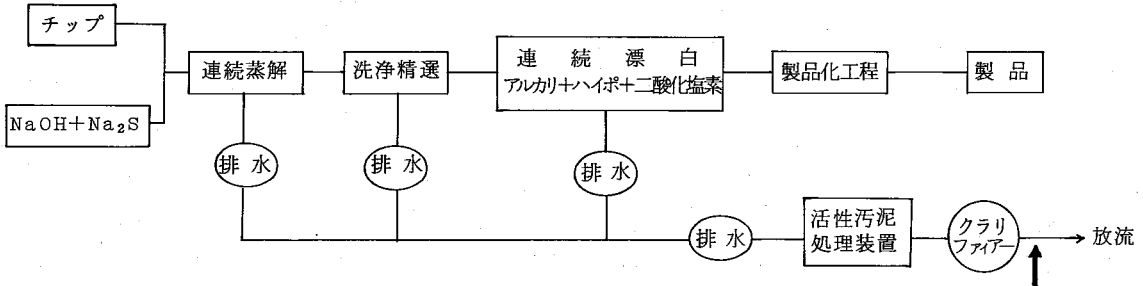 チップ
NaOH+Na₂S
連続蒸解
洗浄精選
連続漂白
アルカリ+ハイポ+二酸化塩素
製品化工程
製品
排水
排水
排水
排水
活性汚泥
処理装置
クラリ
ファイアー
放流